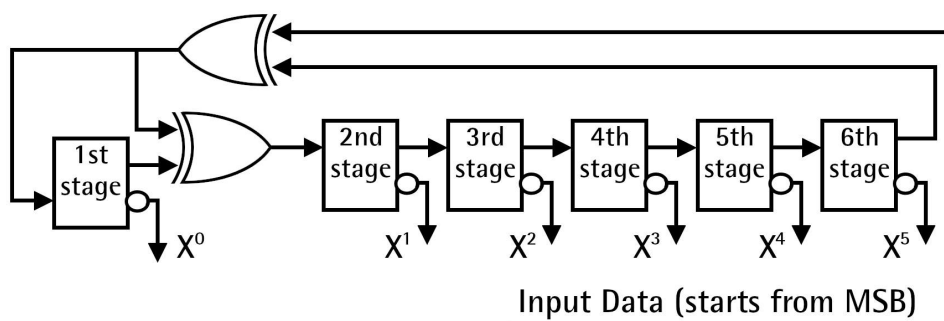 1st
stage
2nd
stage
3rd
stage
4th
stage
5th
stage
6th
stage
X⁰
X¹
X²
X³
X⁴
X⁵
Input Data (starts from MSB)